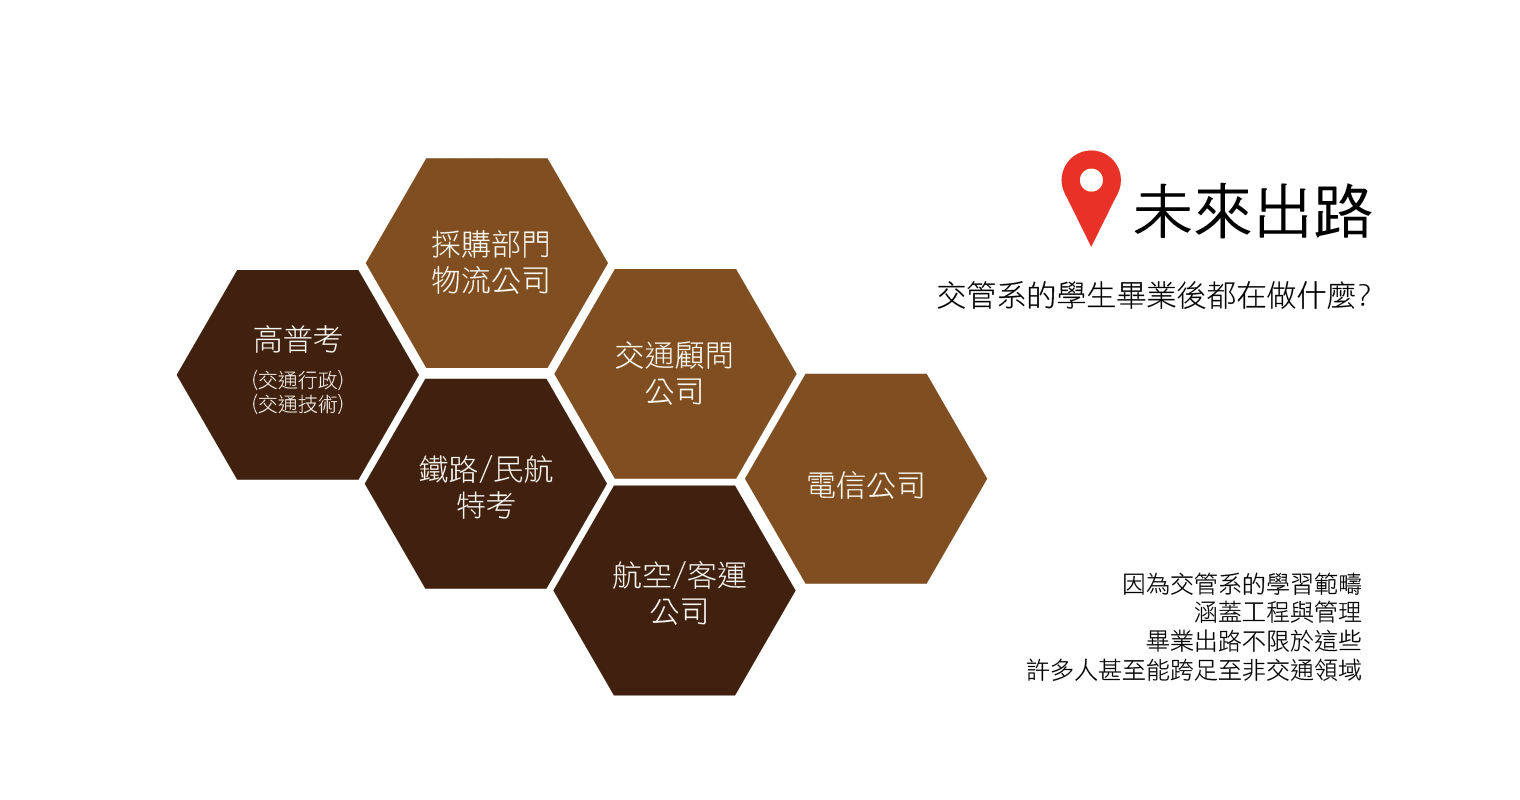 未來出路
交管系的學生畢業後都在做什麼?
採購部門
物流公司
高普考
(交通行政)
(交通技術)
交通顧問
公司
鐵路/民航
特考
電信公司
航空/客運
公司
因為交管系的學習範疇
涵蓋工程與管理
畢業出路不限於這些
許多人甚至能跨足至非交通領域